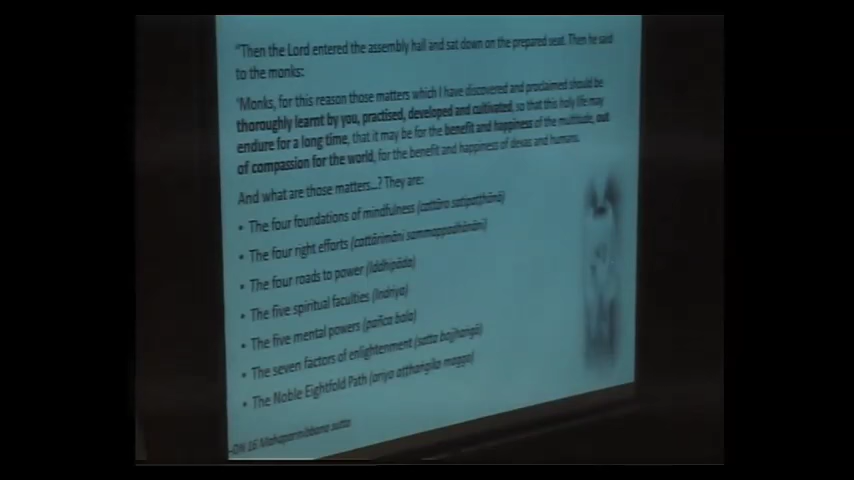 "Then the Lord entered the assembly hall and sat down on the prepared seat. Then he said
to the monks:
'Monks, for this reason those matters which I have discovered and proclaimed should be
thoroughly learnt by you, practised, developed and cultivated, so that this holy life may
endure for a long time, that it may be for the benefit and happiness of the multitude, out
of compassion for the world, for the benefit and happiness of devas and humans.
And what are those matters...? They are:
• The four foundations of mindfulness (cattāro satipaṭṭhānā)
• The four right efforts (cattārimāni sammappadhānāni)
• The four roads to power (Iddhipāda)
• The five spiritual faculties (Indriya)
• The five mental powers (pañca bala)
• The seven factors of enlightenment (satta bojjhaṅgā)
• The Noble Eightfold Path (ariya aṭṭhaṅgika magga)
-DN 16 Mahaparinibbana sutta